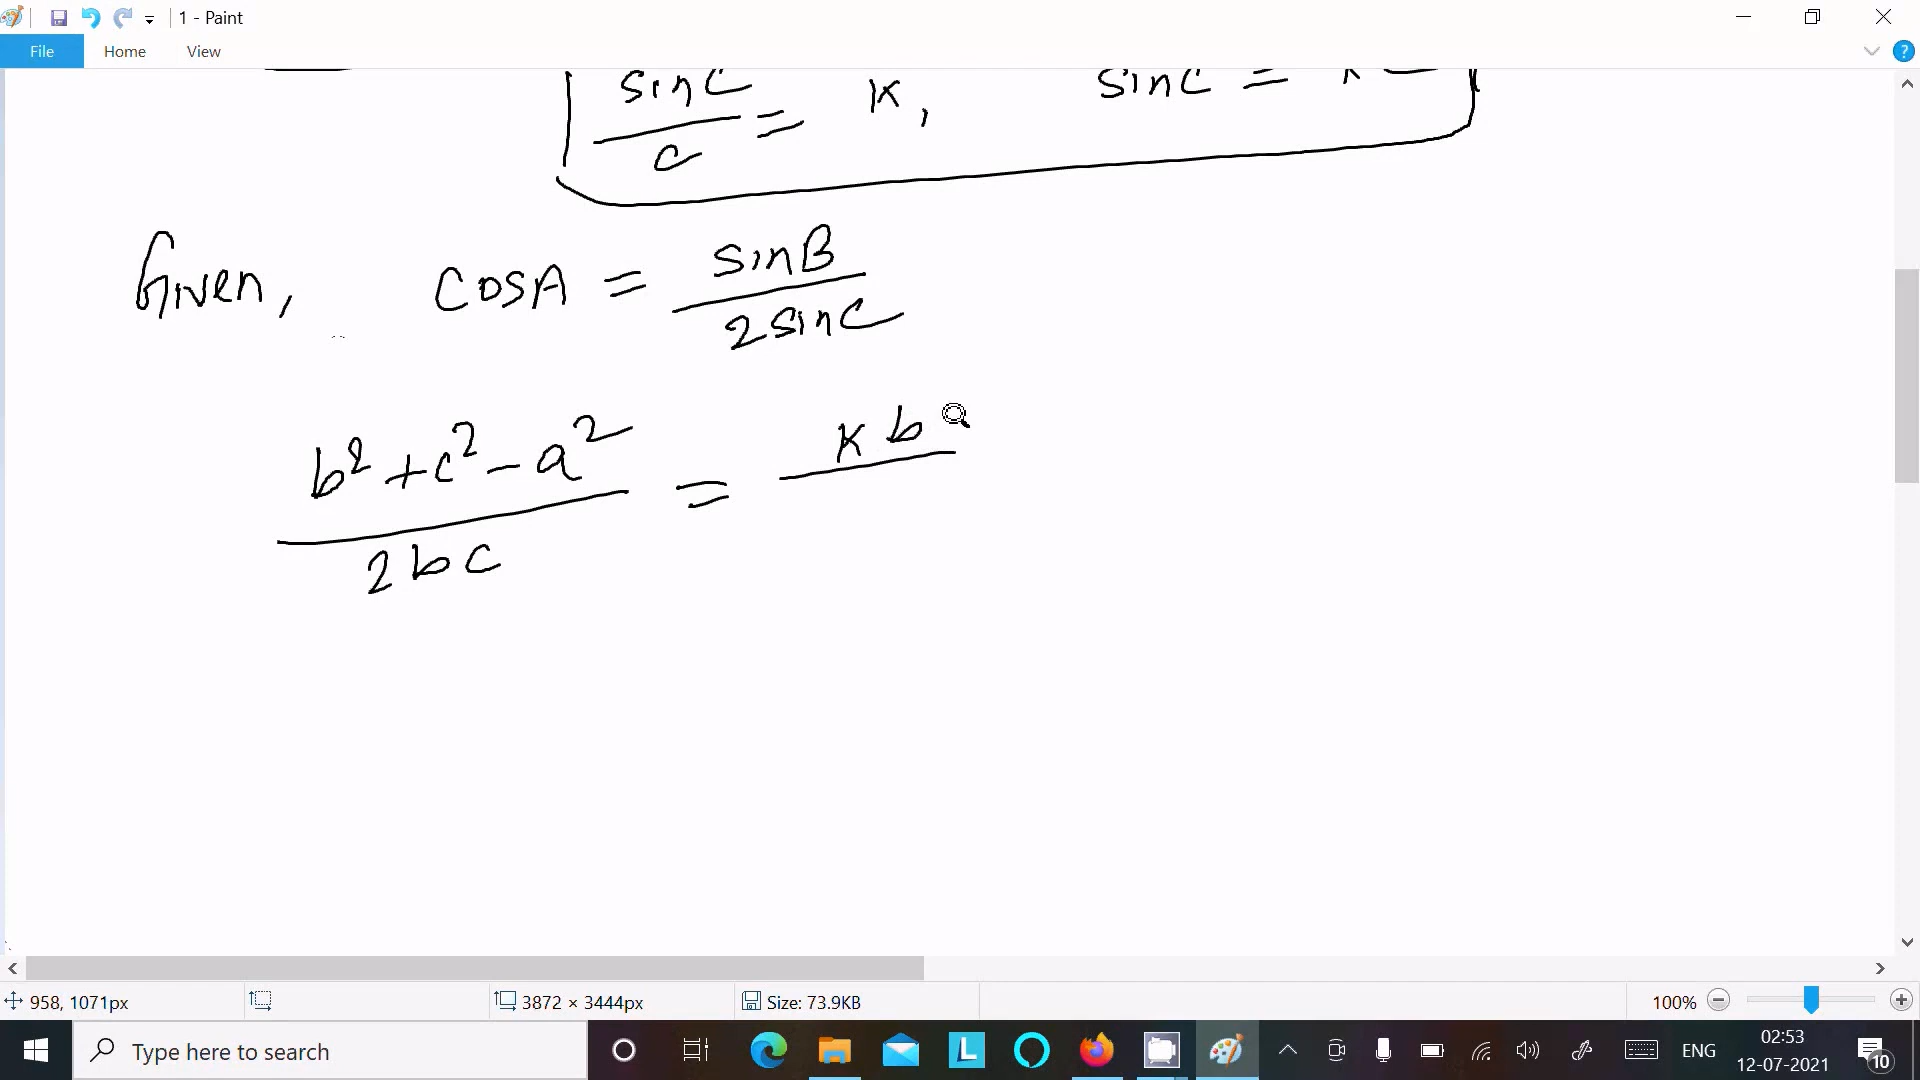 1 - Paint
File Home View
sinC/c = K, sinC = K
Given, cosA = sinB/2sinC
b²+c²-a²/2bc = Kb
958, 1071px 3872 × 3444px Size: 73.9KB 100%
Type here to search
L
ENG
02:53
12-07-2021
10